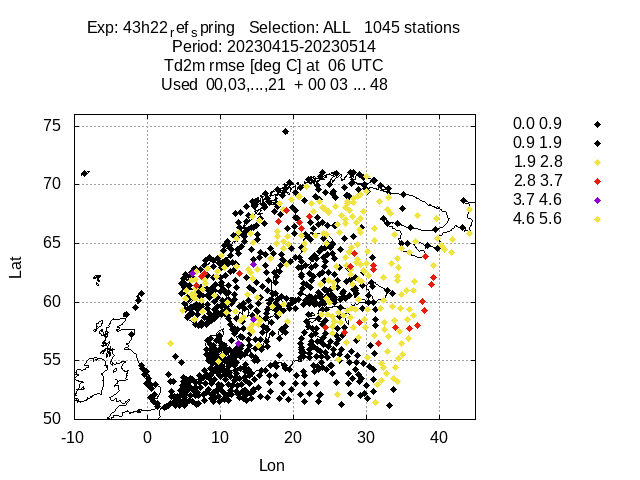 Exp: 43h22refspring Selection: ALL 1045 stations
Period: 20230415-20230514
Td2m rmse [deg C] at 06 UTC
Used 00,03,...,21 + 00 03 ... 48
0.0 0.9
0.9 1.9
1.9 2.8
2.8 3.7
3.7 4.6
4.6 5.6
75
70
65
60
55
50
Lat
-10 0 10 20 30 40
Lon